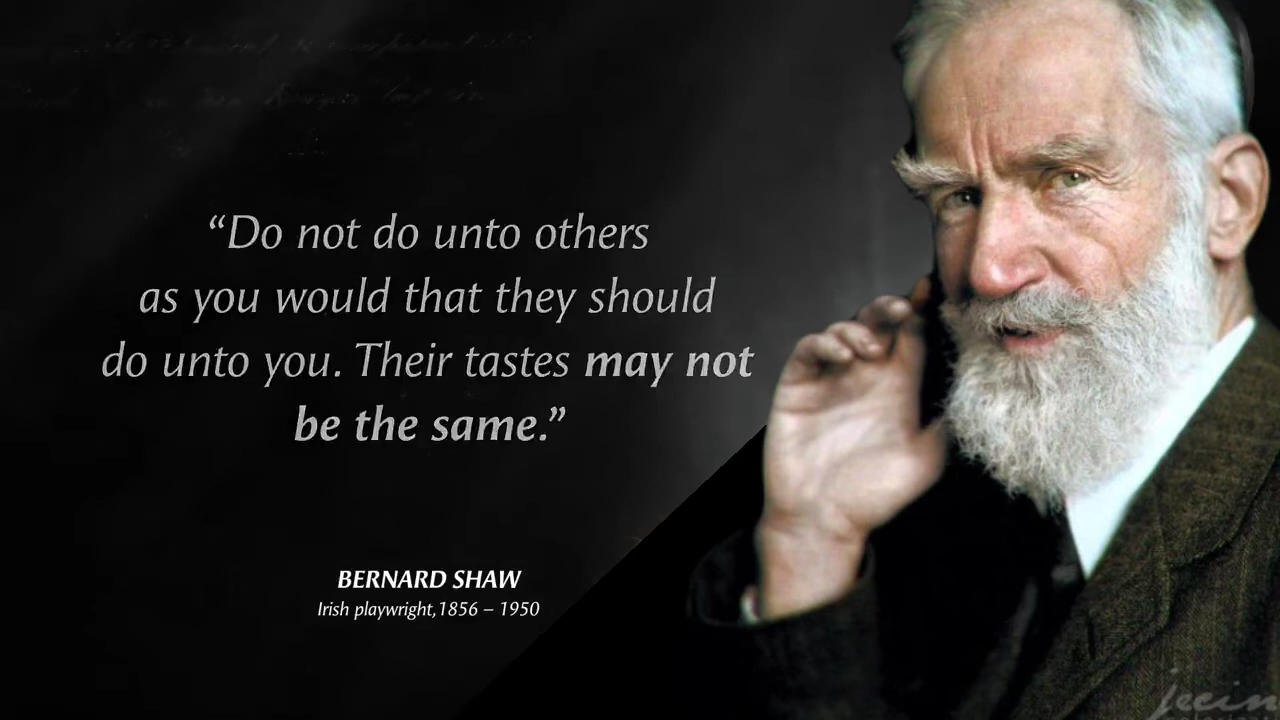 “Do not do unto others
as you would that they should
do unto you. Their tastes may not
be the same.”
BERNARD SHAW
Irish playwright,1856 – 1950
jecin